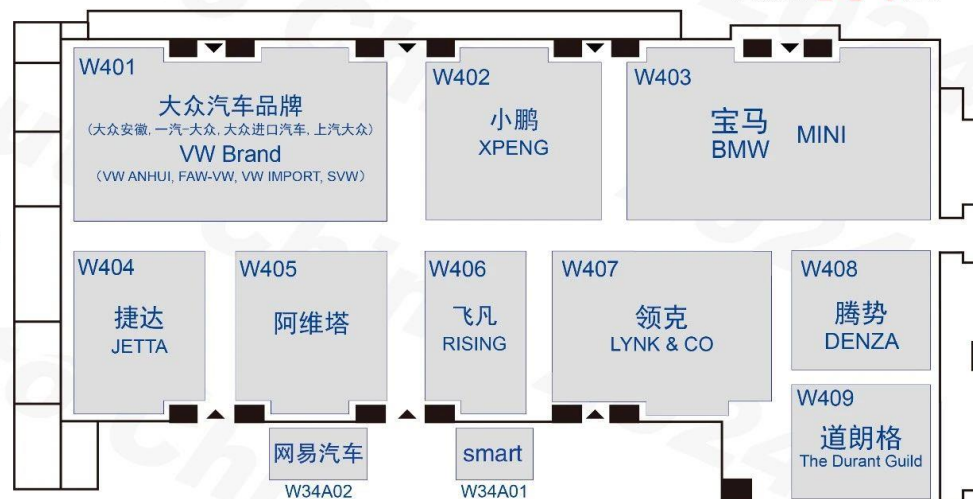 W401
大众汽车品牌
(大众安徽, 一汽-大众, 大众进口汽车, 上汽大众)
VW Brand
(VW ANHUI, FAW-VW, VW IMPORT, SVW)
W402
小鹏
XPENG
W403
宝马
BMW
MINI
W404
捷达
JETTA
W405
阿维塔
W406
飞凡
RISING
W407
领克
LYNK & CO
W408
腾势
DENZA
W409
道朗格
The Durant Guild
网易汽车
W34A02
smart
W34A01